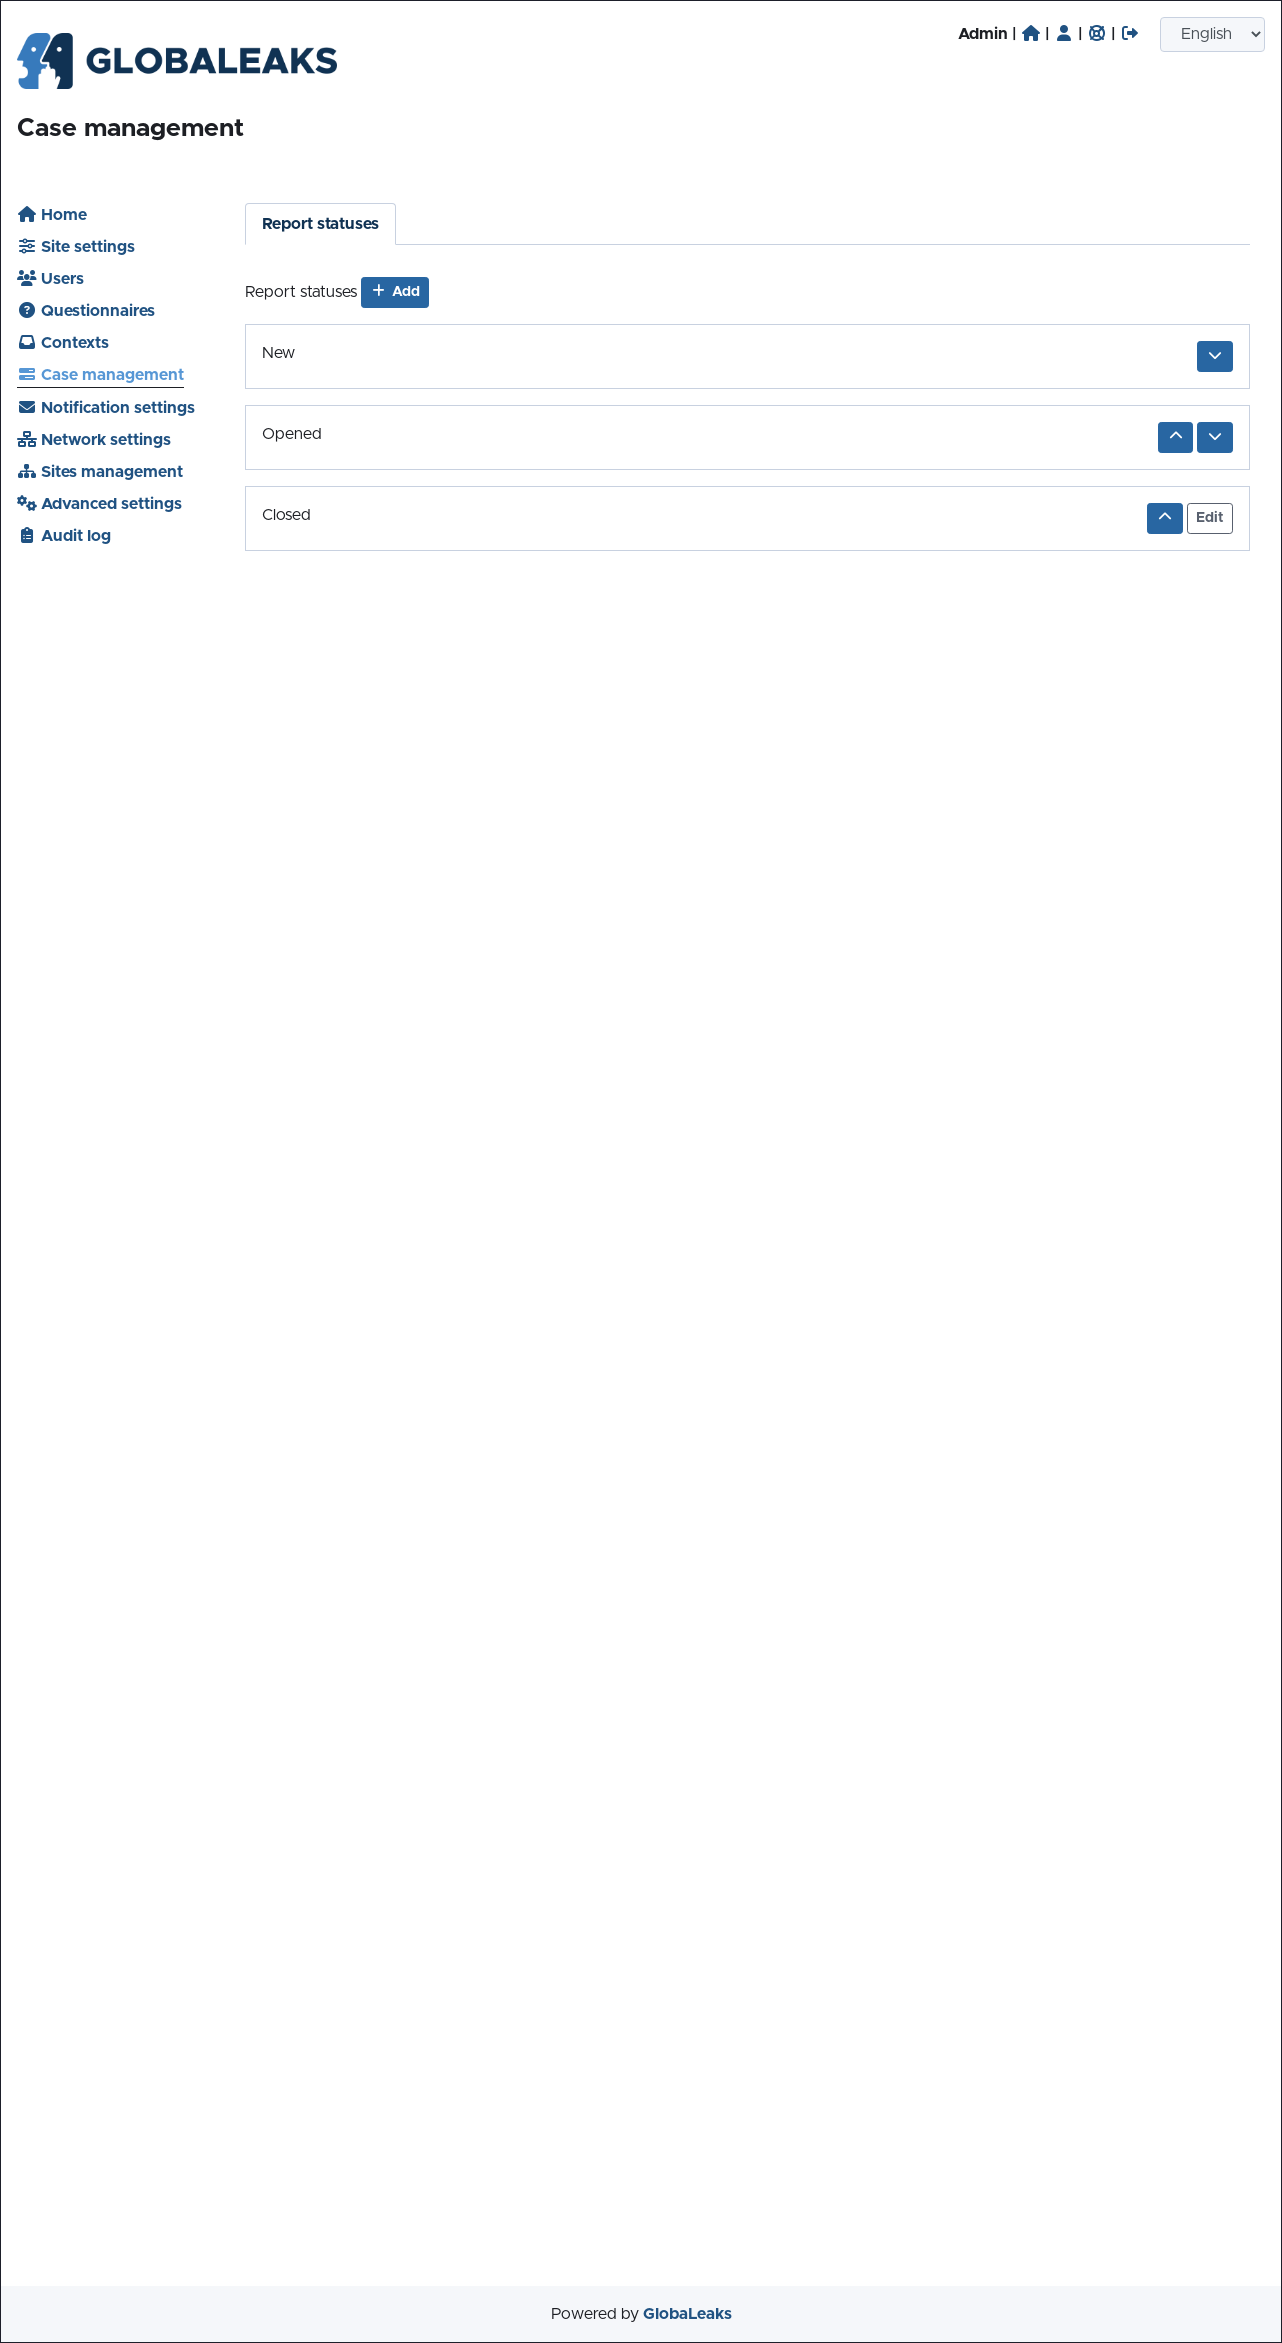 Admin | | | |
English
GLOBALEAKS
Case management
Home
Site settings
Users
Questionnaires
Contexts
Case management
Notification settings
Network settings
Sites management
Advanced settings
Audit log
Report statuses
Report statuses
Add
New
Opened
Closed
Edit
Powered by GlobaLeaks